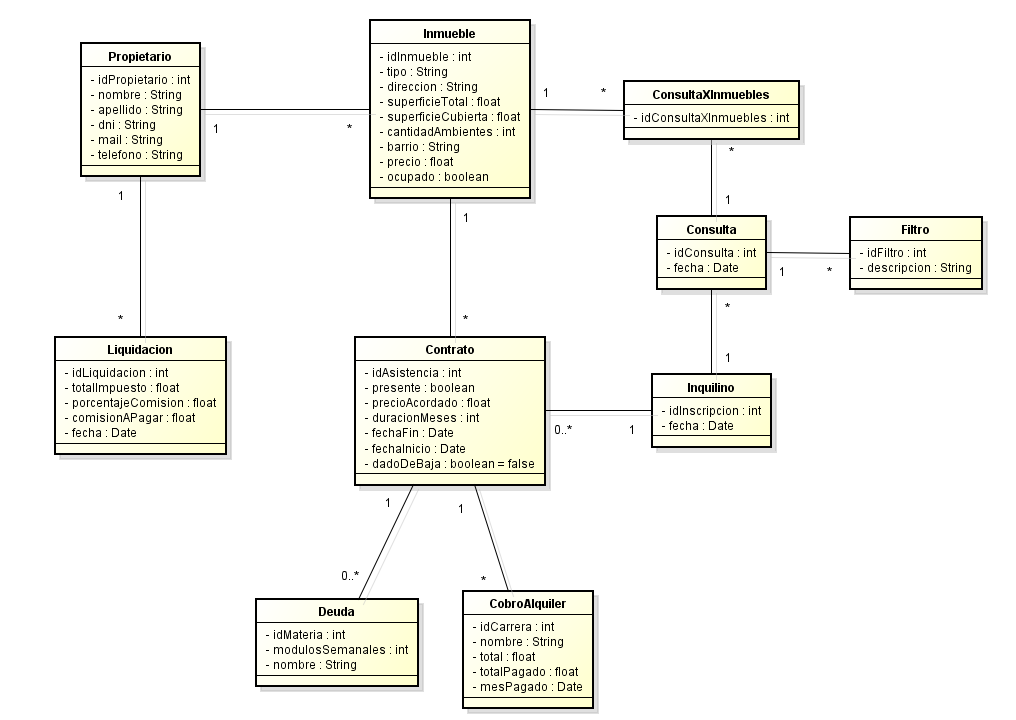 Propietario
- idPropietario : int
- nombre : String
- apellido : String
- dni : String
- mail : String
- telefono : String
1
*
1
*
Inmueble
- idInmueble : int
- tipo : String
- direccion : String
- superficieTotal : float
- superficieCubierta : float
- cantidadAmbientes : int
- barrio : String
- precio : float
- ocupado : boolean
1
*
1
*
ConsultaXInmuebles
- idConsultaXInmuebles : int
*
1
Consulta
- idConsulta : int
- fecha : Date
1
*
*
1
Filtro
- idFiltro : int
- descripcion : String
Liquidacion
- idLiquidacion : int
- totalImpuesto : float
- porcentajeComision : float
- comisionAPagar : float
- fecha : Date
Contrato
- idAsistencia : int
- presente : boolean
- precioAcordado : float
- duracionMeses : int
- fechaFin : Date
- fechaInicio : Date
- dadoDeBaja : boolean = false
0..*
1
Inquilino
- idInscripcion : int
- fecha : Date
1
0..*
1
*
Deuda
- idMateria : int
- modulosSemanales : int
- nombre : String
CobroAlquiler
- idCarrera : int
- nombre : String
- total : float
- totalPagado : float
- mesPagado : Date